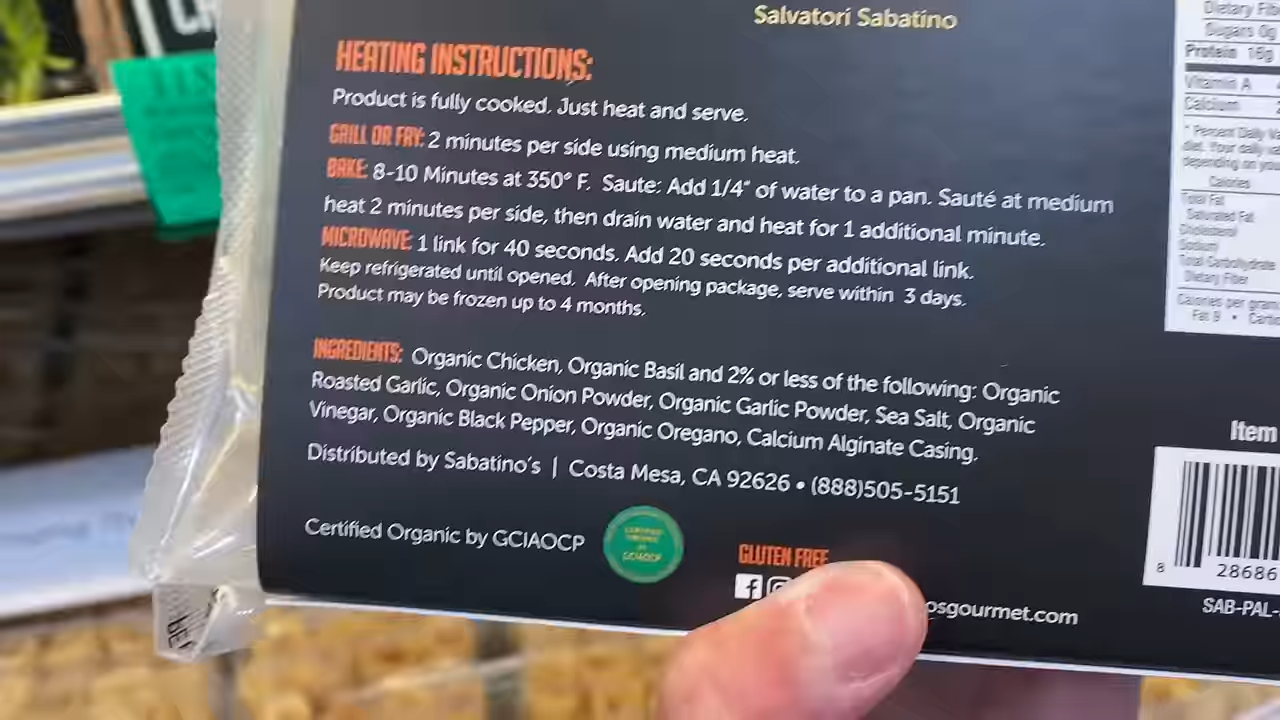 Salvatori Sabatino
HEATING INSTRUCTIONS:
Product is fully cooked. Just heat and serve.
GRILL OR FRY: 2 minutes per side using medium heat.
BAKE: 8-10 Minutes at 350° F. Saute: Add 1/4" of water to a pan. Sauté at medium
heat 2 minutes per side, then drain water and heat for 1 additional minute.
MICROWAVE: 1 link for 40 seconds. Add 20 seconds per additional link.
Keep refrigerated until opened. After opening package, serve within 3 days.
Product may be frozen up to 4 months.
INGREDIENTS: Organic Chicken, Organic Basil and 2% or less of the following: Organic
Roasted Garlic, Organic Onion Powder, Organic Garlic Powder, Sea Salt, Organic
Vinegar, Organic Black Pepper, Organic Oregano, Calcium Alginate Casing.
Distributed by Sabatino's | Costa Mesa, CA 92626 • (888)505-5151
Certified Organic by GCIAOCP
CERTIFIED
ORGANIC
BY
GCIAOCP
GLUTEN FREE
osgourmet.com
Dietary Fib
Sugars 0g
Protein 16g
Vitamin A
Calcium
* Percent Daily Va
diet. Your daily va
depending on you
Calories
Total Fat
Saturated Fat
Cholesterol
Sodium
Total Carbohydrate
Dietary Fiber
Calories per gram
Fat 9 • Carbo
Item
8 28686
SAB-PAL-